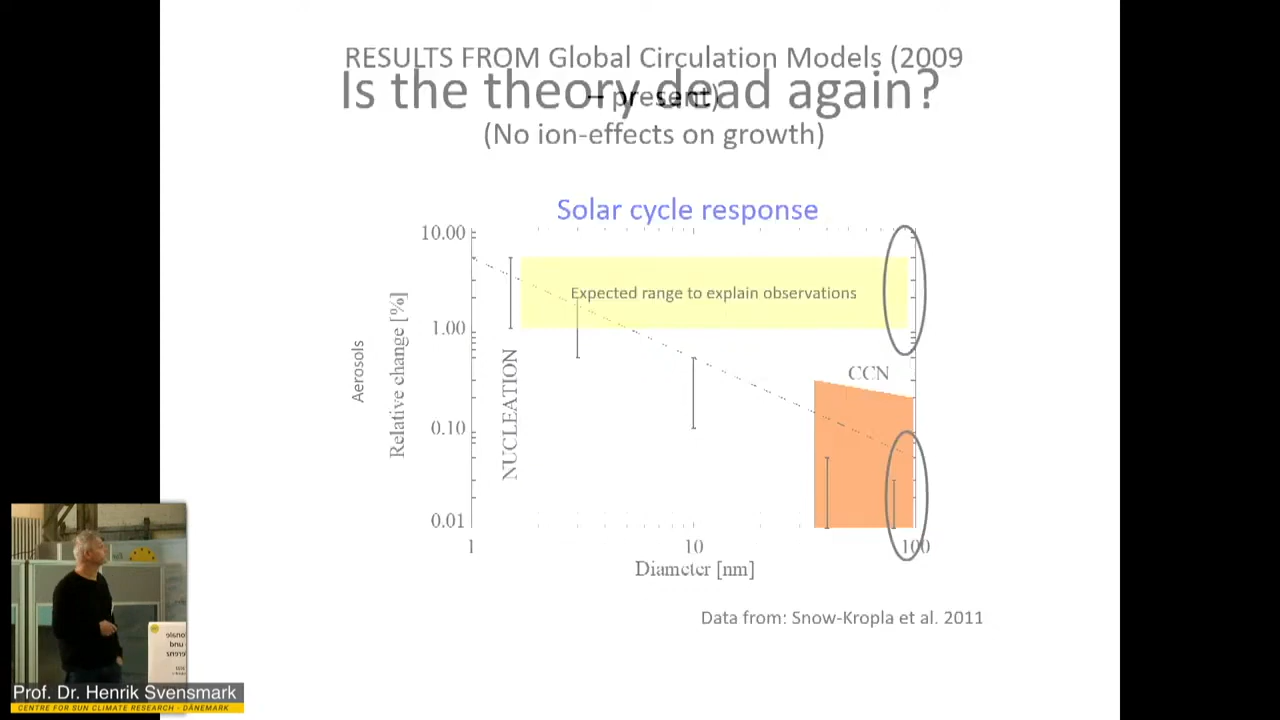 RESULTS FROM Global Circulation Models (2009
– present)
(No ion-effects on growth)
Is the theory dead again?
Solar cycle response
10.00
1.00
0.10
0.01
Aerosols
Relative change [%]
NUCLEATION
Expected range to explain observations
CCN
1
10
100
Diameter [nm]
Data from: Snow-Kropla et al. 2011
Prof. Dr. Henrik Svensmark
CENTRE FOR SUN CLIMATE RESEARCH - DÄNEMARK